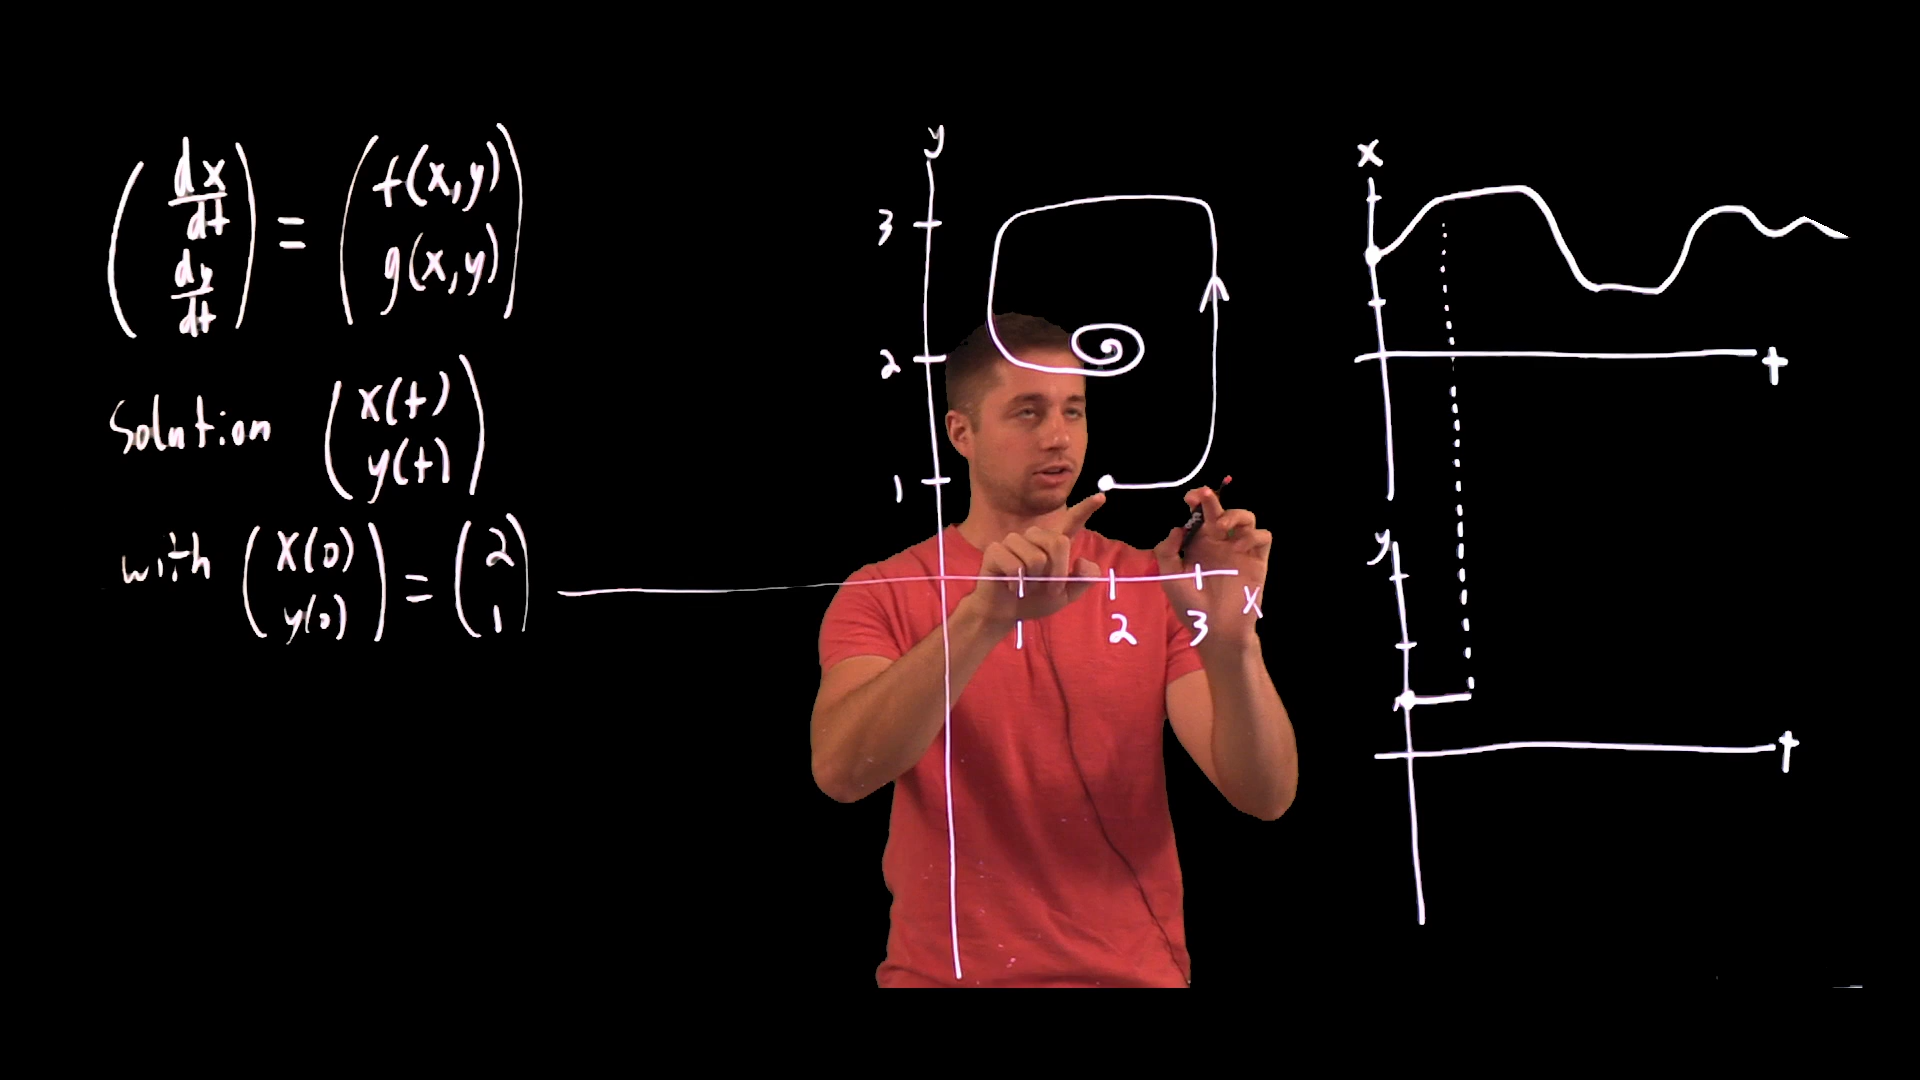 (dx/dt) = (f(x,y))
(dy/dt) (g(x,y))
Solution (x(t))
(y(t))
with (x(0)) = (2)
(y(0)) (1)
y
3
2
1
1 2 3 x
x
t
y
t